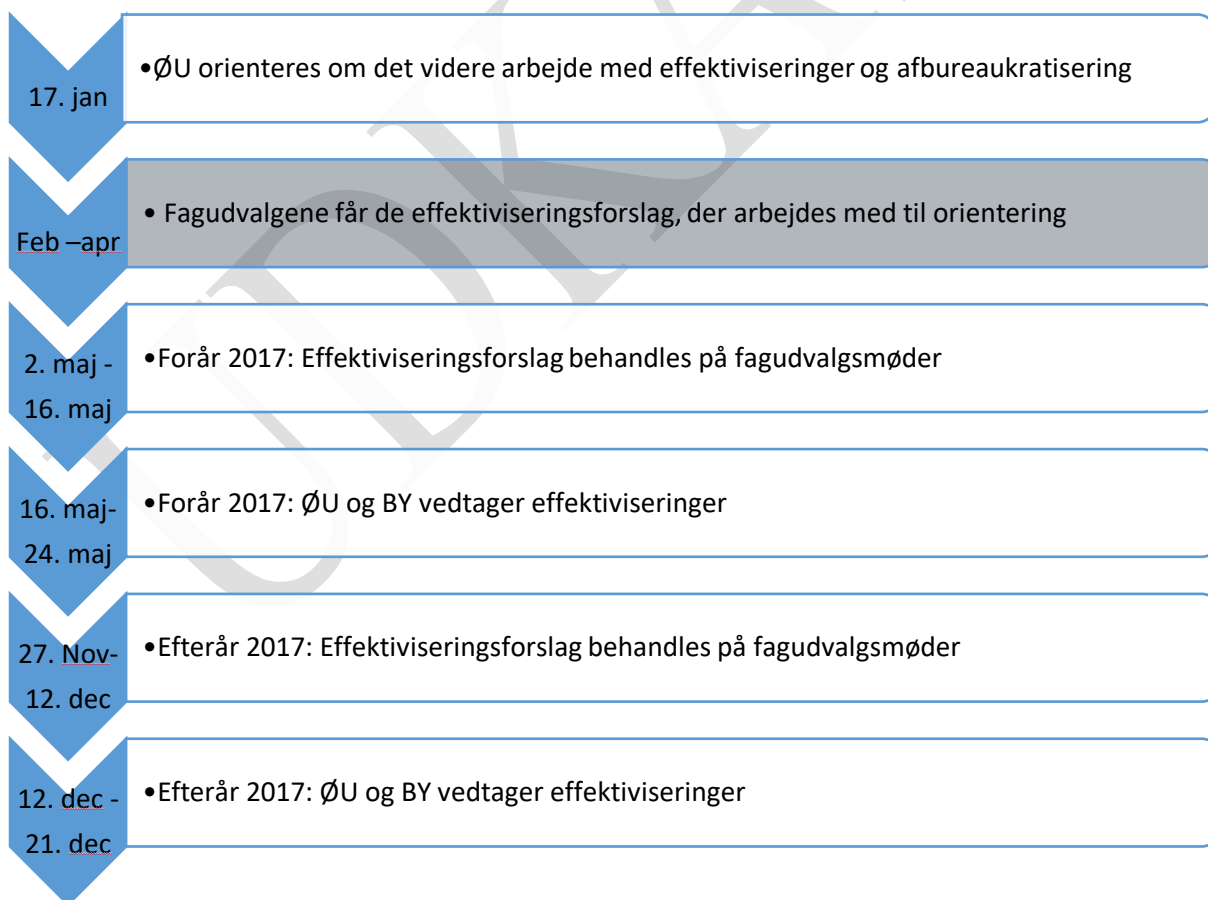 17. jan
•ØU orienteres om det videre arbejde med effektiviseringer og afbureaukratisering
Feb –apr
• Fagudvalgene får de effektiviseringsforslag, der arbejdes med til orientering
2. maj -
16. maj
•Forår 2017: Effektiviseringsforslag behandles på fagudvalgsmøder
16. maj-
24. maj
•Forår 2017: ØU og BY vedtager effektiviseringer
27. Nov-
12. dec
•Efterår 2017: Effektiviseringsforslag behandles på fagudvalgsmøder
12. dec -
21. dec
•Efterår 2017: ØU og BY vedtager effektiviseringer
UDKA